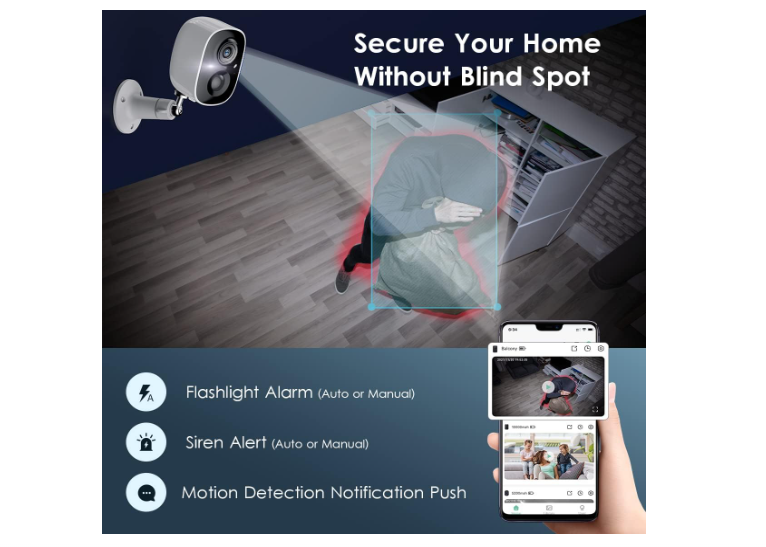 Secure Your Home
Without Blind Spot
Flashlight Alarm (Auto or Manual)
Siren Alert (Auto or Manual)
Motion Detection Notification Push
Battery